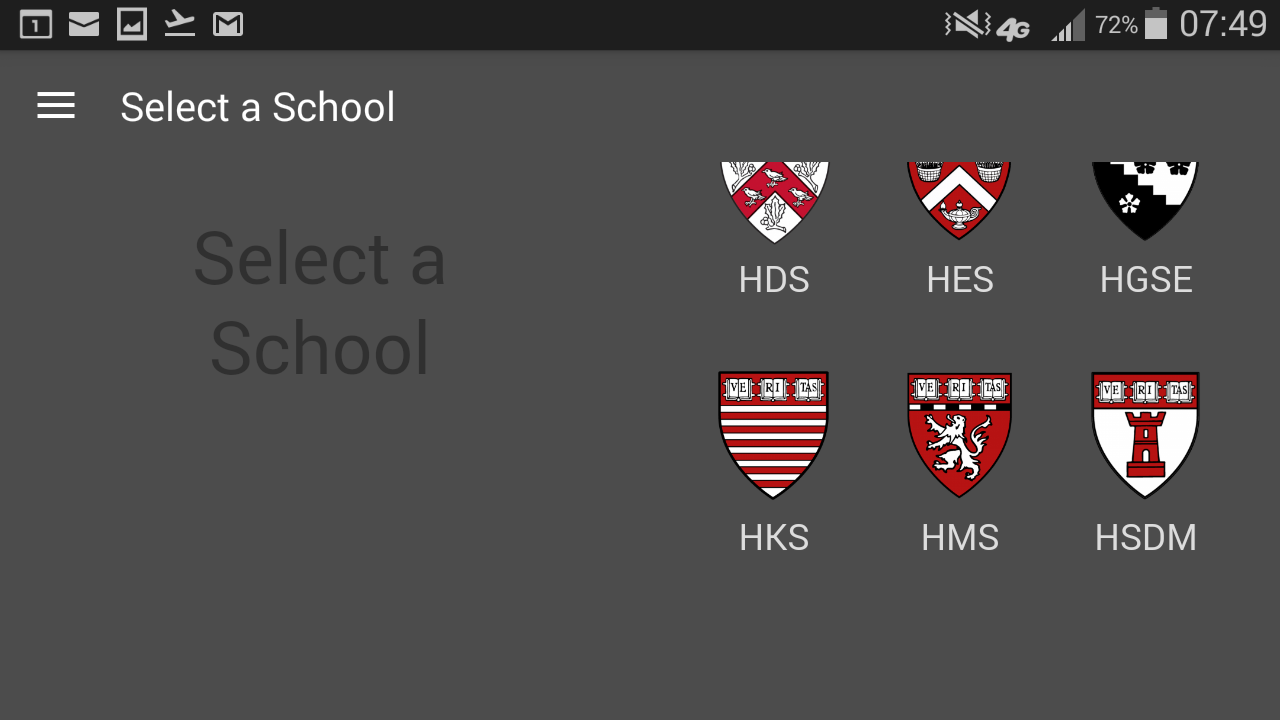 1
4G
72%
07:49
Select a School
Select a
School
HDS
HES
HGSE
VE RI TAS
VE RI TAS
VE RI TAS
HKS
HMS
HSDM